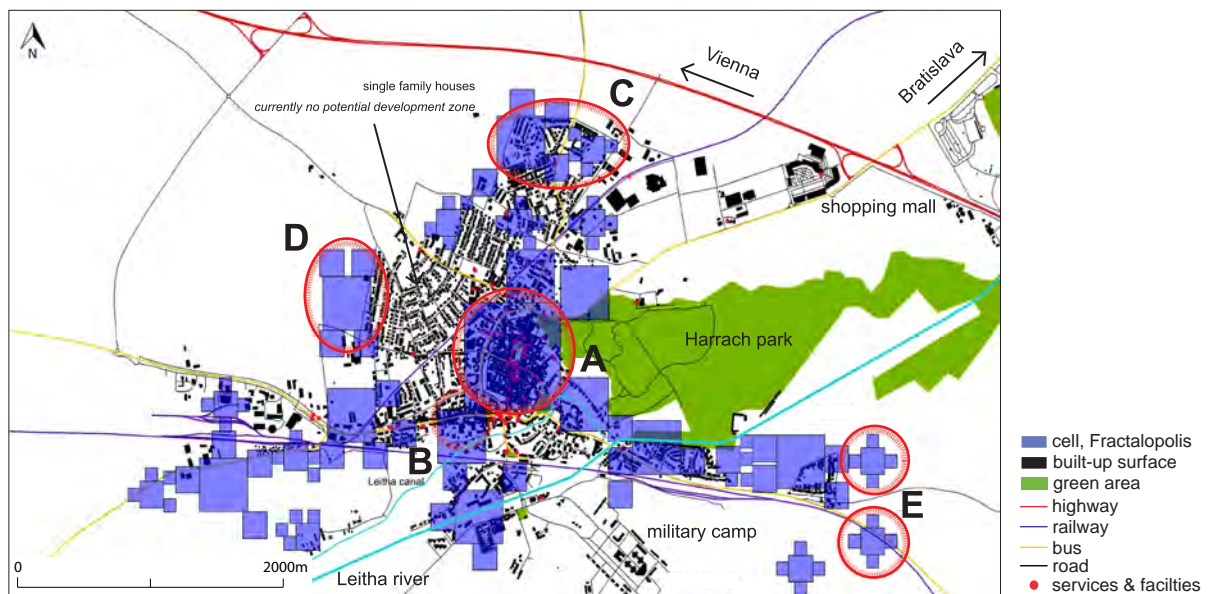 N
single family houses
currently no potential development zone
C
Vienna
Bratislava
shopping mall
D
A
Harrach park
B
Leitha canal
E
military camp
0
2000m
Leitha river
cell, Fractalopolis
built-up surface
green area
highway
railway
bus
road
services & facilties